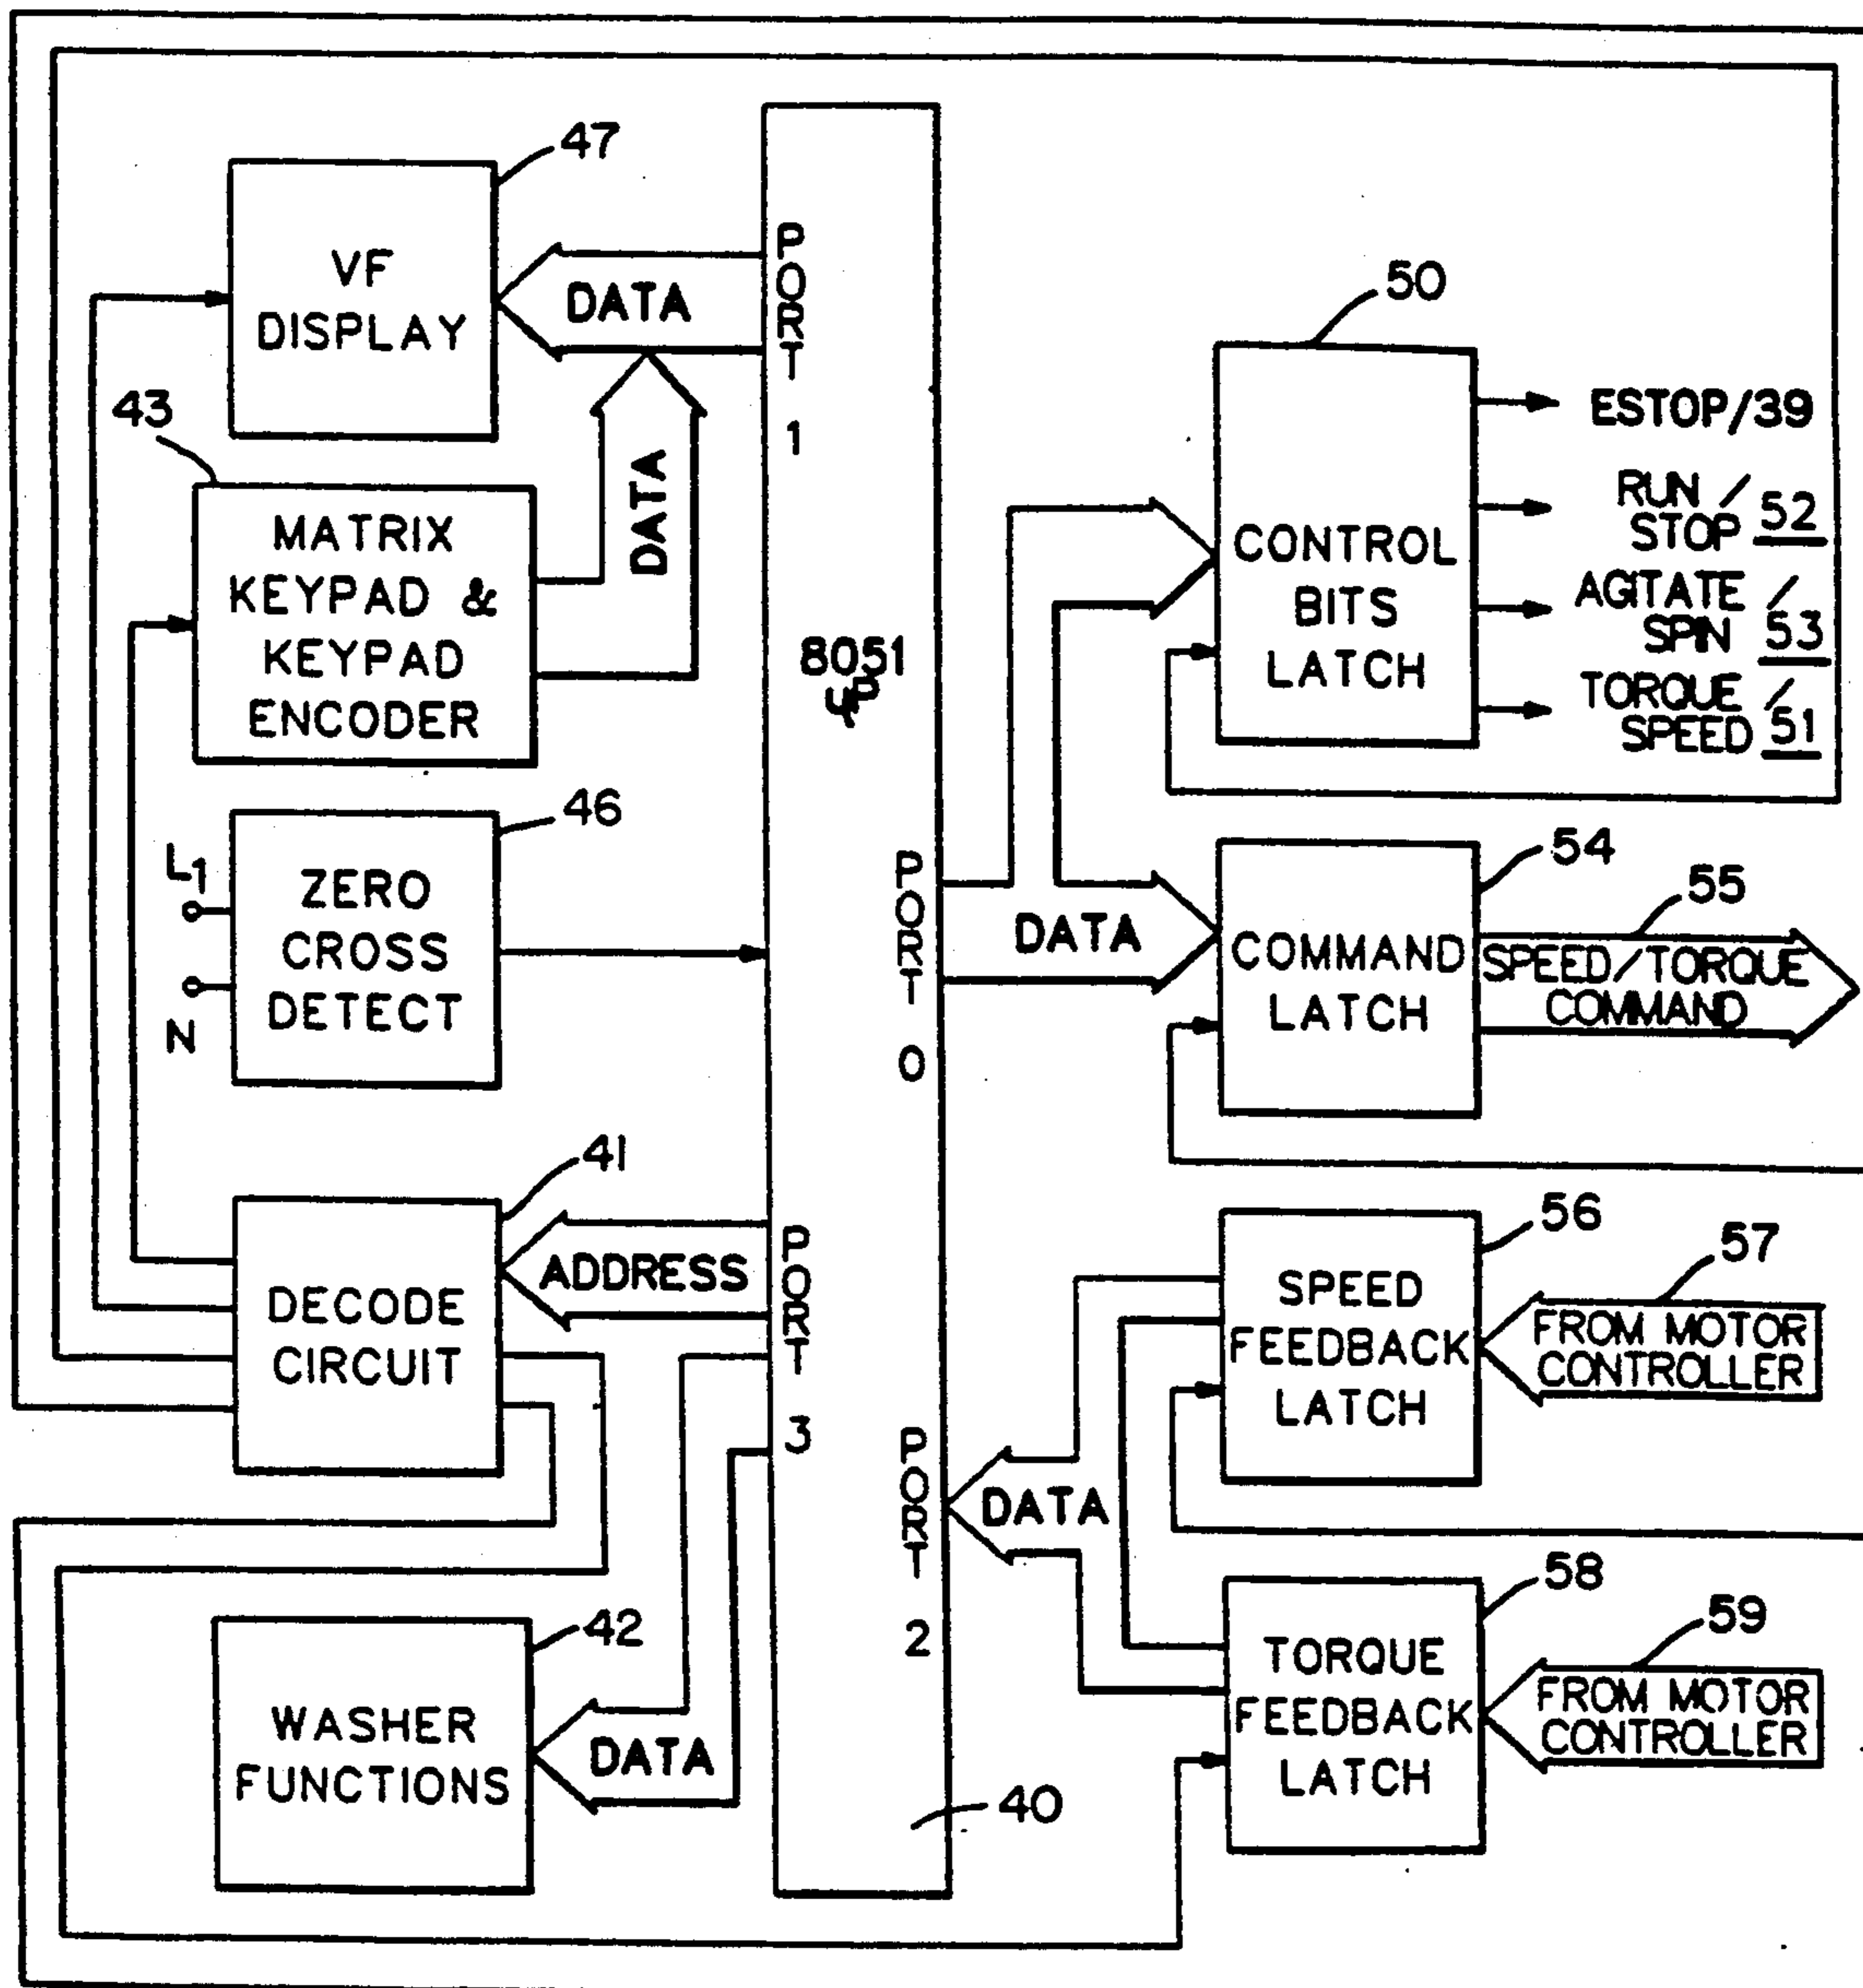 47
VF
DISPLAY
DATA
PORT 1
43
MATRIX
KEYPAD &
KEYPAD
ENCODER
DATA
8051
μP
50
CONTROL
BITS
LATCH
ESTOP/39
RUN /
STOP 52
AGITATE /
SPIN 53
TORQUE /
SPEED 51
46
L1
N
ZERO
CROSS
DETECT
PORT 0
DATA
54
COMMAND
LATCH
55
SPEED/TORQUE
COMMAND
41
DECODE
CIRCUIT
ADDRESS
PORT 3
56
SPEED
FEEDBACK
LATCH
57
FROM MOTOR
CONTROLLER
PORT 2
DATA
42
WASHER
FUNCTIONS
DATA
40
58
TORQUE
FEEDBACK
LATCH
59
FROM MOTOR
CONTROLLER